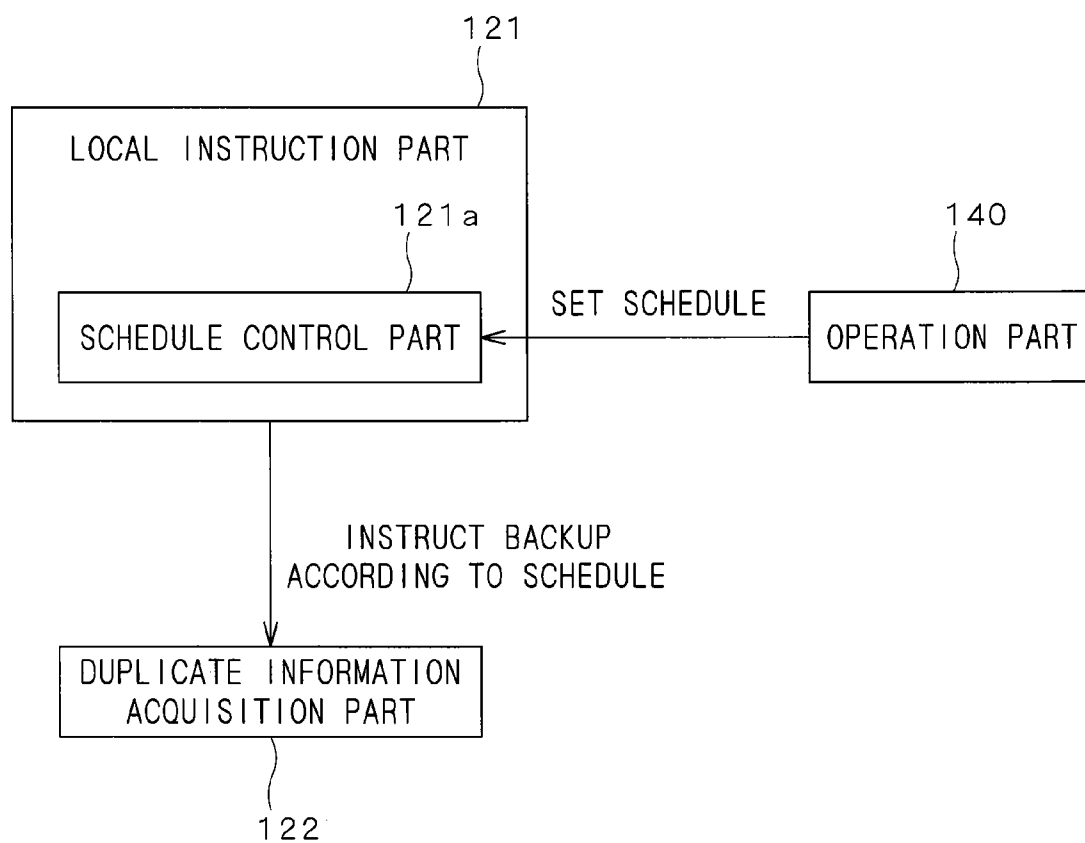 121
LOCAL INSTRUCTION PART
121a
140
SET SCHEDULE
SCHEDULE CONTROL PART
OPERATION PART
INSTRUCT BACKUP
ACCORDING TO SCHEDULE
DUPLICATE INFORMATION
ACQUISITION PART
122